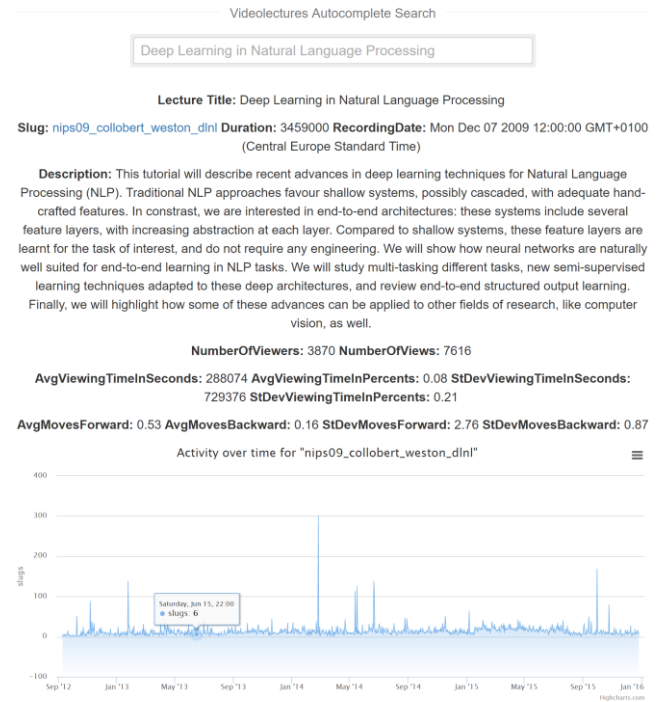 Videolectures Autocomplete Search
Deep Learning in Natural Language Processing
Lecture Title: Deep Learning in Natural Language Processing
Slug: nips09_collobert_weston_dlnl Duration: 3459000 RecordingDate: Mon Dec 07 2009 12:00:00 GMT+0100
(Central Europe Standard Time)
Description: This tutorial will describe recent advances in deep learning techniques for Natural Language
Processing (NLP). Traditional NLP approaches favour shallow systems, possibly cascaded, with adequate hand-
crafted features. In constrast, we are interested in end-to-end architectures: these systems include several
feature layers, with increasing abstraction at each layer. Compared to shallow systems, these feature layers are
learnt for the task of interest, and do not require any engineering. We will show how neural networks are naturally
well suited for end-to-end learning in NLP tasks. We will study multi-tasking different tasks, new semi-supervised
learning techniques adapted to these deep architectures, and review end-to-end structured output learning.
Finally, we will highlight how some of these advances can be applied to other fields of research, like computer
vision, as well.
NumberOfViewers: 3870 NumberOfViews: 7616
AvgViewingTimeInSeconds: 288074 AvgViewingTimeInPercents: 0.08 StDevViewingTimeInSeconds:
729376 StDevViewingTimeInPercents: 0.21
AvgMovesForward: 0.53 AvgMovesBackward: 0.16 StDevMovesForward: 2.76 StDevMovesBackward: 0.87
Activity over time for "nips09_collobert_weston_dlnl"
400
300
200
100
0
-100
slugs
Saturday, Jun 15, 22:00
slugs: 6
Sep '12 Jan '13 May '13 Sep '13 Jan '14 May '14 Sep '14 Jan '15 May '15 Sep '15 Jan '16
Highcharts.com